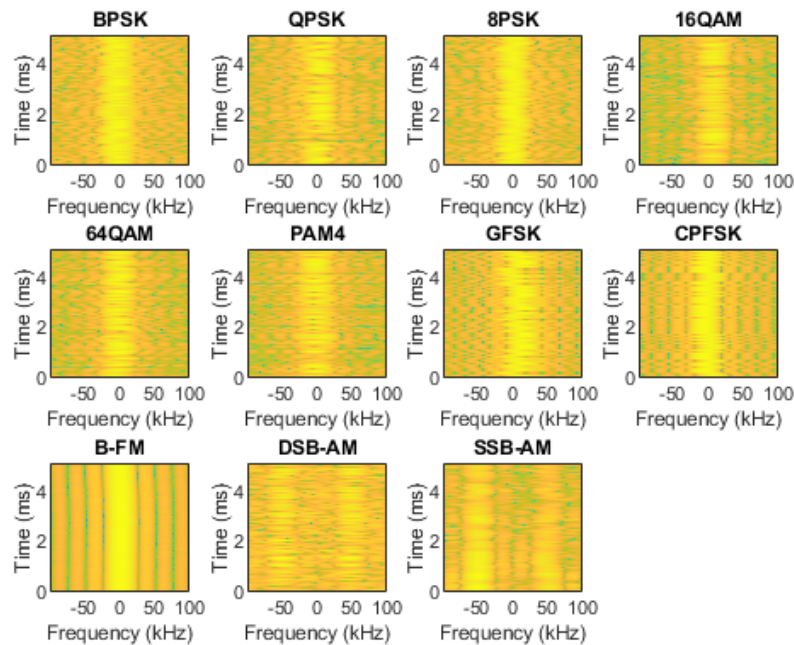 BPSK QPSK 8PSK 16QAM
Time (ms) Time (ms) Time (ms) Time (ms)
4 4 4 4
2 2 2 2
0 0 0 0
-50 0 50 100 -50 0 50 100 -50 0 50 100 -50 0 50 100
Frequency (kHz) Frequency (kHz) Frequency (kHz) Frequency (kHz)
64QAM PAM4 GFSK CPFSK
Time (ms) Time (ms) Time (ms) Time (ms)
4 4 4 4
2 2 2 2
0 0 0 0
-50 0 50 100 -50 0 50 100 -50 0 50 100 -50 0 50 100
Frequency (kHz) Frequency (kHz) Frequency (kHz) Frequency (kHz)
B-FM DSB-AM SSB-AM
Time (ms) Time (ms) Time (ms)
4 4 4
2 2 2
0 0 0
-50 0 50 100 -50 0 50 100 -50 0 50 100
Frequency (kHz) Frequency (kHz) Frequency (kHz)